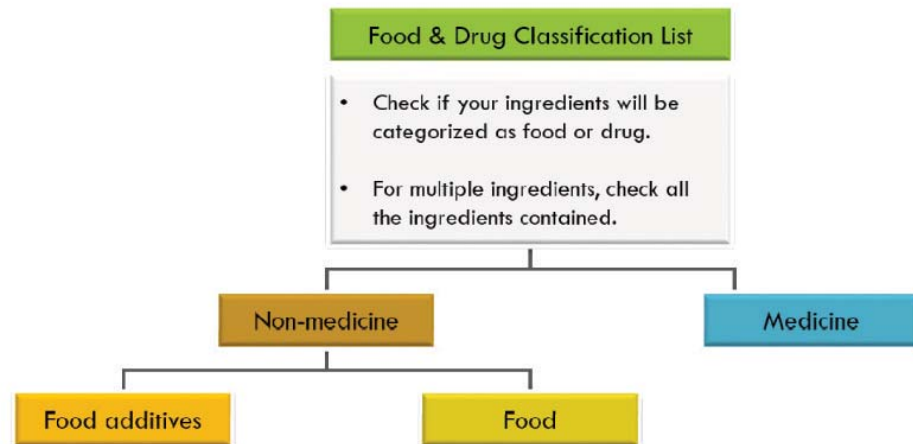 Food & Drug Classification List
• Check if your ingredients will be
categorized as food or drug.
• For multiple ingredients, check all
the ingredients contained.
Non-medicine
Medicine
Food additives
Food